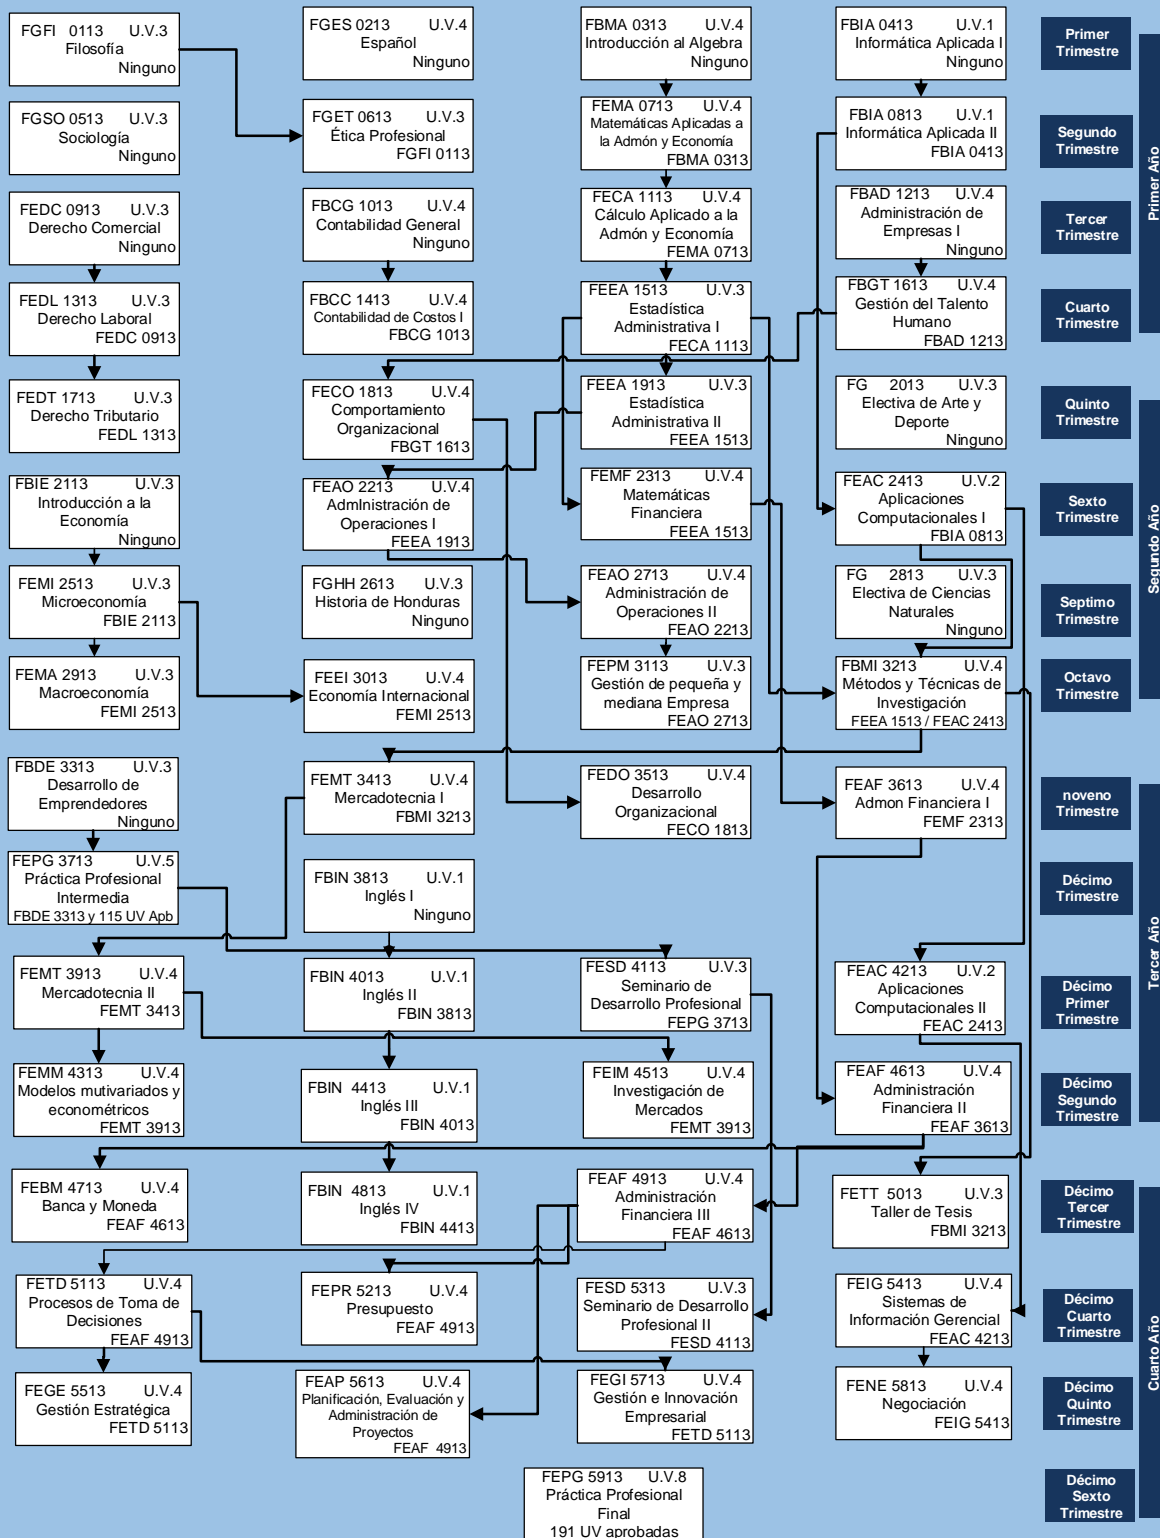 FGFI 0113 U.V.3
Filosofía
Ninguno
FGES 0213 U.V.4
Español
Ninguno
FBMA 0313 U.V.4
Introducción al Algebra
Ninguno
FBIA 0413 U.V.1
Informática Aplicada I
Ninguno
Primer
Trimestre
FGSO 0513 U.V.3
Sociología
Ninguno
FGET 0613 U.V.3
Ética Profesional
FGFI 0113
FEMA 0713 U.V.4
Matemáticas Aplicadas a
la Admón y Economía
FBMA 0313
FBIA 0813 U.V.1
Informática Aplicada II
FBIA 0413
Segundo
Trimestre
Primer Año
FEDC 0913 U.V.3
Derecho Comercial
Ninguno
FBCG 1013 U.V.4
Contabilidad General
Ninguno
FECA 1113 U.V.4
Cálculo Aplicado a la
Admón y Economía
FEMA 0713
FBAD 1213 U.V.4
Administración de
Empresas I
Ninguno
Tercer
Trimestre
FEDL 1313 U.V.3
Derecho Laboral
FEDC 0913
FBCC 1413 U.V.4
Contabilidad de Costos I
FBCG 1013
FEEA 1513 U.V.3
Estadística
Administrativa I
FECA 1113
FBGT 1613 U.V.4
Gestión del Talento
Humano
FBAD 1213
Cuarto
Trimestre
FEDT 1713 U.V.3
Derecho Tributario
FEDL 1313
FECO 1813 U.V.4
Comportamiento
Organizacional
FBGT 1613
FEEA 1913 U.V.3
Estadística
Administrativa II
FEEA 1513
FG 2013 U.V.3
Electiva de Arte y
Deporte
Ninguno
Quinto
Trimestre
FBIE 2113 U.V.3
Introducción a la
Economía
Ninguno
FEAO 2213 U.V.4
AdmInistración de
Operaciones I
FEEA 1913
FEMF 2313 U.V.4
Matemáticas
Financiera
FEEA 1513
FEAC 2413 U.V.2
Aplicaciones
Computacionales I
FBIA 0813
Sexto
Trimestre
Segundo Año
FEMI 2513 U.V.3
Microeconomía
FBIE 2113
FGHH 2613 U.V.3
Historia de Honduras
Ninguno
FEAO 2713 U.V.4
Administración de
Operaciones II
FEAO 2213
FG 2813 U.V.3
Electiva de Ciencias
Naturales
Ninguno
Septimo
Trimestre
FEMA 2913 U.V.3
Macroeconomía
FEMI 2513
FEEI 3013 U.V.4
Economía Internacional
FEMI 2513
FEPM 3113 U.V.3
Gestión de pequeña y
mediana Empresa
FEAO 2713
FBMI 3213 U.V.4
Métodos y Técnicas de
Investigación
FEEA 1513 / FEAC 2413
Octavo
Trimestre
FBDE 3313 U.V.3
Desarrollo de
Emprendedores
Ninguno
FEMT 3413 U.V.4
Mercadotecnia I
FBMI 3213
FEDO 3513 U.V.4
Desarrollo
Organizacional
FECO 1813
FEAF 3613 U.V.4
Admon Financiera I
FEMF 2313
noveno
Trimestre
FEPG 3713 U.V.5
Práctica Profesional
Intermedia
FBDE 3313 y 115 UV Apb
FBIN 3813 U.V.1
Inglés I
Ninguno
Décimo
Trimestre
Tercer Año
FEMT 3913 U.V.4
Mercadotecnia II
FEMT 3413
FBIN 4013 U.V.1
Inglés II
FBIN 3813
FESD 4113 U.V.3
Seminario de
Desarrollo Profesional
FEPG 3713
FEAC 4213 U.V.2
Aplicaciones
Computacionales II
FEAC 2413
Décimo
Primer
Trimestre
FEMM 4313 U.V.4
Modelos mutivariados y
econométricos
FEMT 3913
FBIN 4413 U.V.1
Inglés III
FBIN 4013
FEIM 4513 U.V.4
Investigación de
Mercados
FEMT 3913
FEAF 4613 U.V.4
Administración
Financiera II
FEAF 3613
Décimo
Segundo
Trimestre
FEBM 4713 U.V.4
Banca y Moneda
FEAF 4613
FBIN 4813 U.V.1
Inglés IV
FBIN 4413
FEAF 4913 U.V.4
Administración
Financiera III
FEAF 4613
FETT 5013 U.V.3
Taller de Tesis
FBMI 3213
Décimo
Tercer
Trimestre
FETD 5113 U.V.4
Procesos de Toma de
Decisiones
FEAF 4913
FEPR 5213 U.V.4
Presupuesto
FEAF 4913
FESD 5313 U.V.3
Seminario de Desarrollo
Profesional II
FESD 4113
FEIG 5413 U.V.4
Sistemas de
Información Gerencial
FEAC 4213
Décimo
Cuarto
Trimestre
Cuarto Año
FEGE 5513 U.V.4
Gestión Estratégica
FETD 5113
FEAP 5613 U.V.4
Planificación, Evaluación y
Administración de
Proyectos
FEAF 4913
FEGI 5713 U.V.4
Gestión e Innovación
Empresarial
FETD 5113
FENE 5813 U.V.4
Negociación
FEIG 5413
Décimo
Quinto
Trimestre
FEPG 5913 U.V.8
Práctica Profesional
Final
191 UV aprobadas
Décimo
Sexto
Trimestre